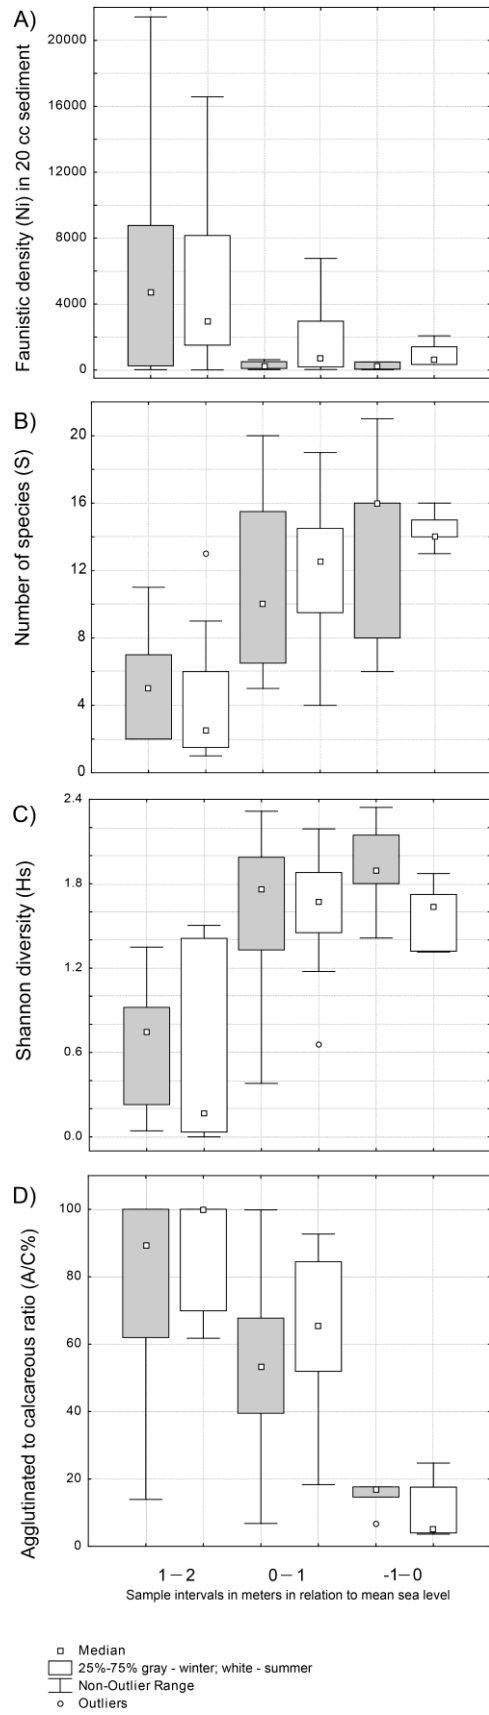 A)
Faunistic density (Ni) in 20 cc sediment
20000
16000
12000
8000
4000
0
B)
Number of species (S)
20
16
12
8
4
0
C)
Shannon diversity (Hs)
2.4
1.8
1.2
0.6
0.0
D)
Agglutinated to calcareous ratio (A/C%)
100
80
60
40
20
0
1—2 0—1 -1—0
Sample intervals in meters in relation to mean sea level
Median
25%-75% gray - winter; white - summer
Non-Outlier Range
Outliers